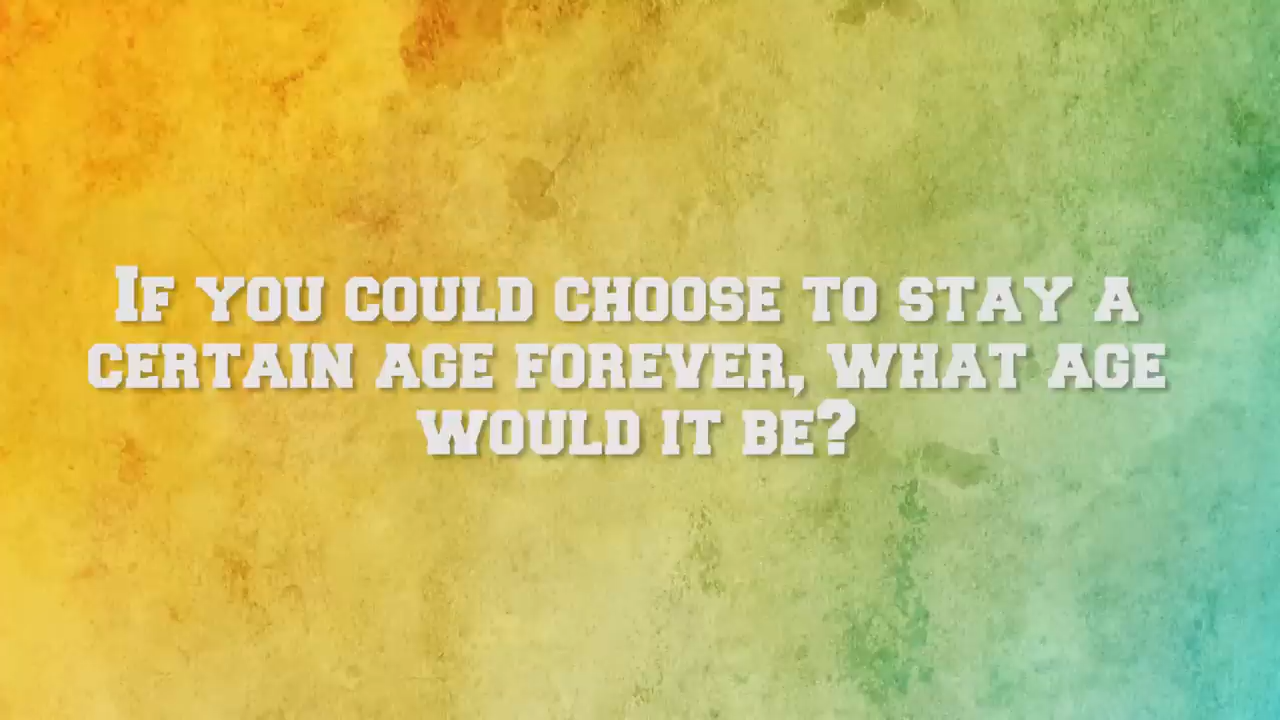 If you could choose to stay a
certain age forever, what age
would it be?